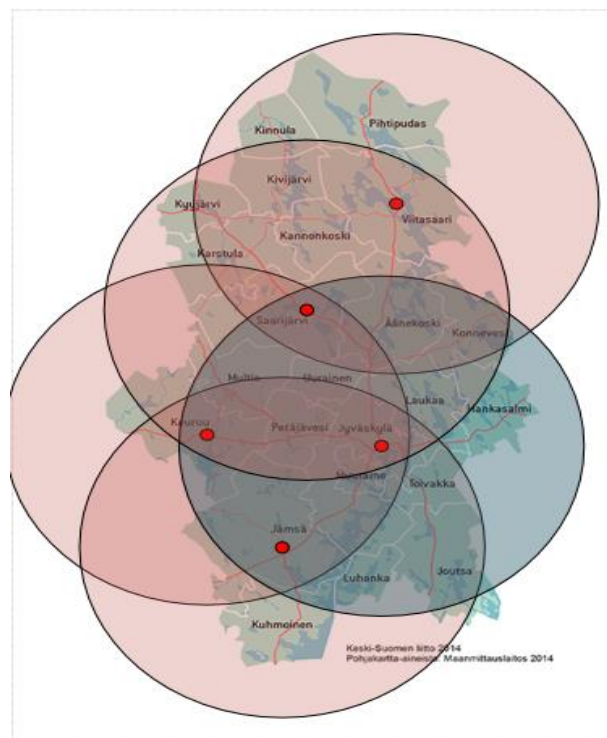 Pihtipudas
Kinnula
Kivijärvi
Kyyjärvi
Viitasaari
Kannonkoski
Karstula
Saarijärvi
Äänekoski
Konnevesi
Multia
Uurainen
Laukaa
Hankasalmi
Keuruu
Petäjävesi
Jyväskylä
Muurame
Toivakka
Jämsä
Luhanka
Joutsa
Kuhmoinen
Keski-Suomen liitto 2014
Pohjakartta-aineisto: Maanmittauslaitos 2014